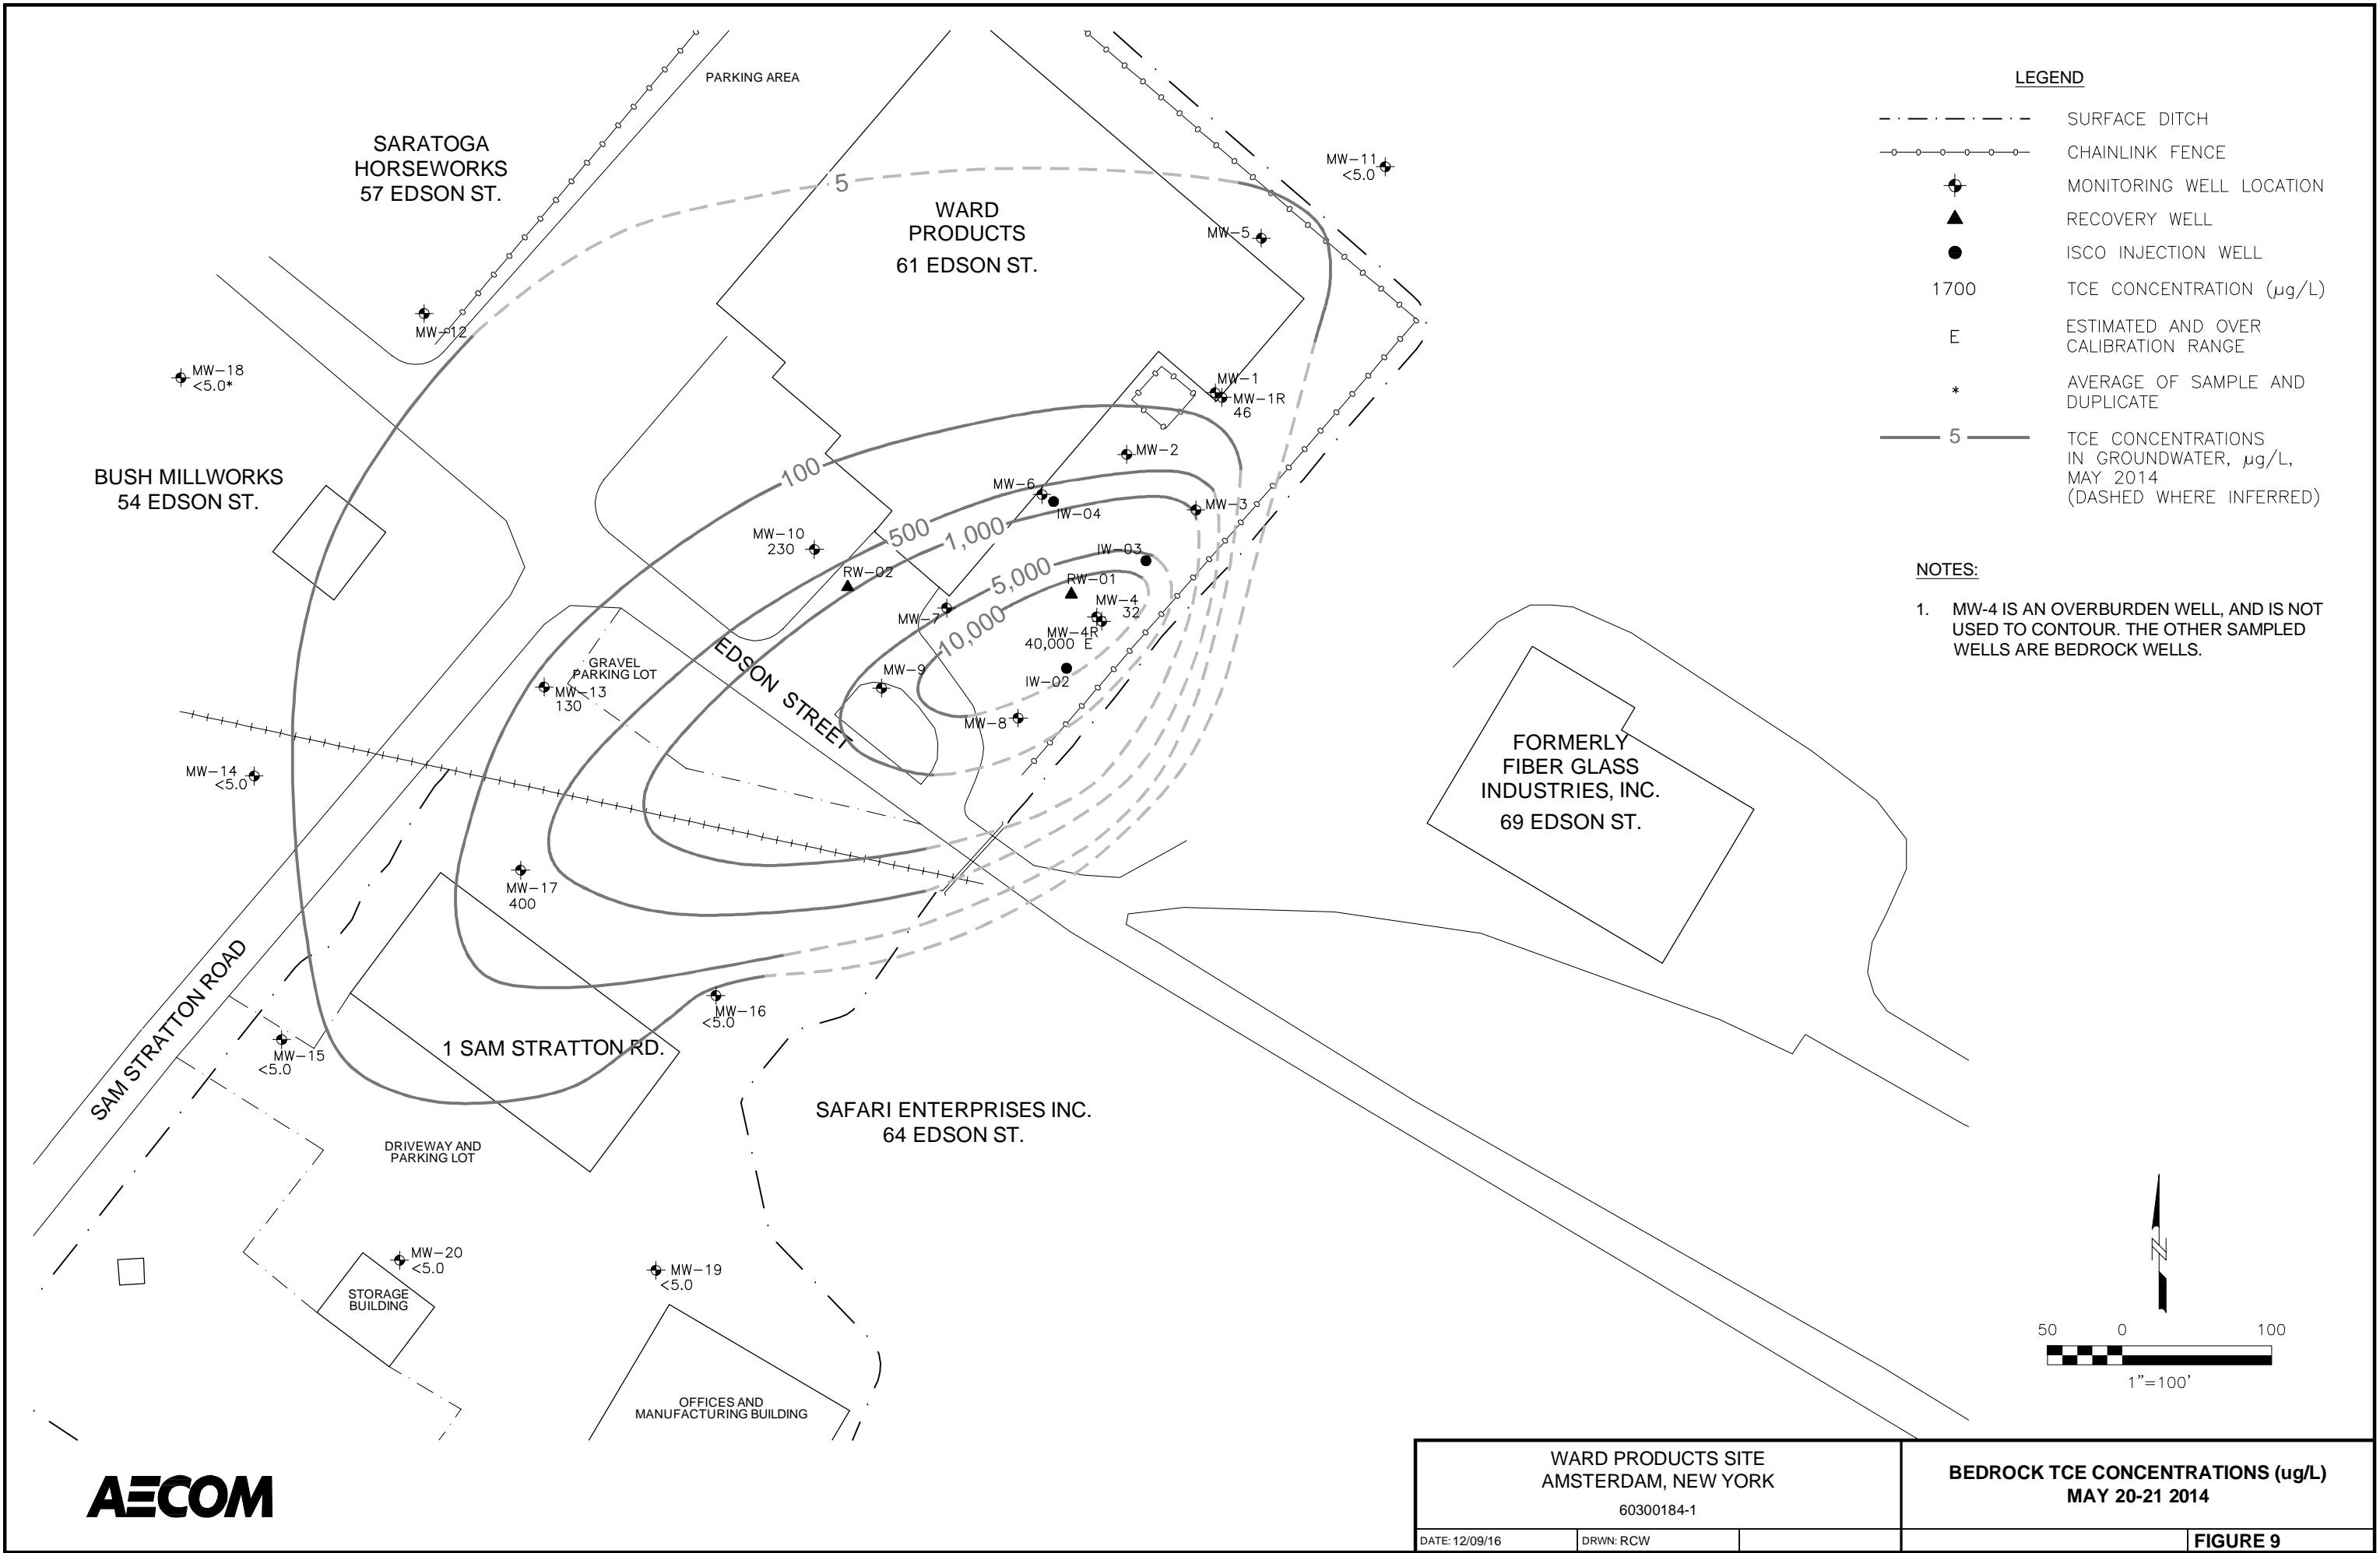 PARKING AREA
SARATOGA
HORSEWORKS
57 EDSON ST.
5
WARD
PRODUCTS
61 EDSON ST.
MW-11
<5.0
MW-5
MW-12
MW-18
<5.0*
BUSH MILLWORKS
54 EDSON ST.
MW-1
MW-1R
46
MW-2
100
MW-6
IW-04
MW-3
500
1,000
MW-10
230
IW-03
RW-02
5,000
RW-01
MW-4
32
MW-7
10,000
MW-4R
40,000 E
EDSON STREET
GRAVEL
PARKING LOT
MW-9
IW-02
MW-13
130
MW-8
MW-14
<5.0
FORMERLY
FIBER GLASS
INDUSTRIES, INC.
69 EDSON ST.
MW-17
400
SAM STRATTON ROAD
MW-16
<5.0
MW-15
<5.0
1 SAM STRATTON RD.
SAFARI ENTERPRISES INC.
64 EDSON ST.
DRIVEWAY AND
PARKING LOT
MW-20
<5.0
MW-19
<5.0
STORAGE
BUILDING
OFFICES AND
MANUFACTURING BUILDING
LEGEND
SURFACE DITCH
CHAINLINK FENCE
MONITORING WELL LOCATION
RECOVERY WELL
ISCO INJECTION WELL
1700 TCE CONCENTRATION (µg/L)
E ESTIMATED AND OVER
CALIBRATION RANGE
* AVERAGE OF SAMPLE AND
DUPLICATE
5 TCE CONCENTRATIONS
IN GROUNDWATER, µg/L,
MAY 2014
(DASHED WHERE INFERRED)
NOTES:
1. MW-4 IS AN OVERBURDEN WELL, AND IS NOT
USED TO CONTOUR. THE OTHER SAMPLED
WELLS ARE BEDROCK WELLS.
N
50 0 100
1"=100'
AECOM
WARD PRODUCTS SITE
AMSTERDAM, NEW YORK
60300184-1
DATE: 12/09/16
DRWN: RCW
BEDROCK TCE CONCENTRATIONS (ug/L)
MAY 20-21 2014
FIGURE 9